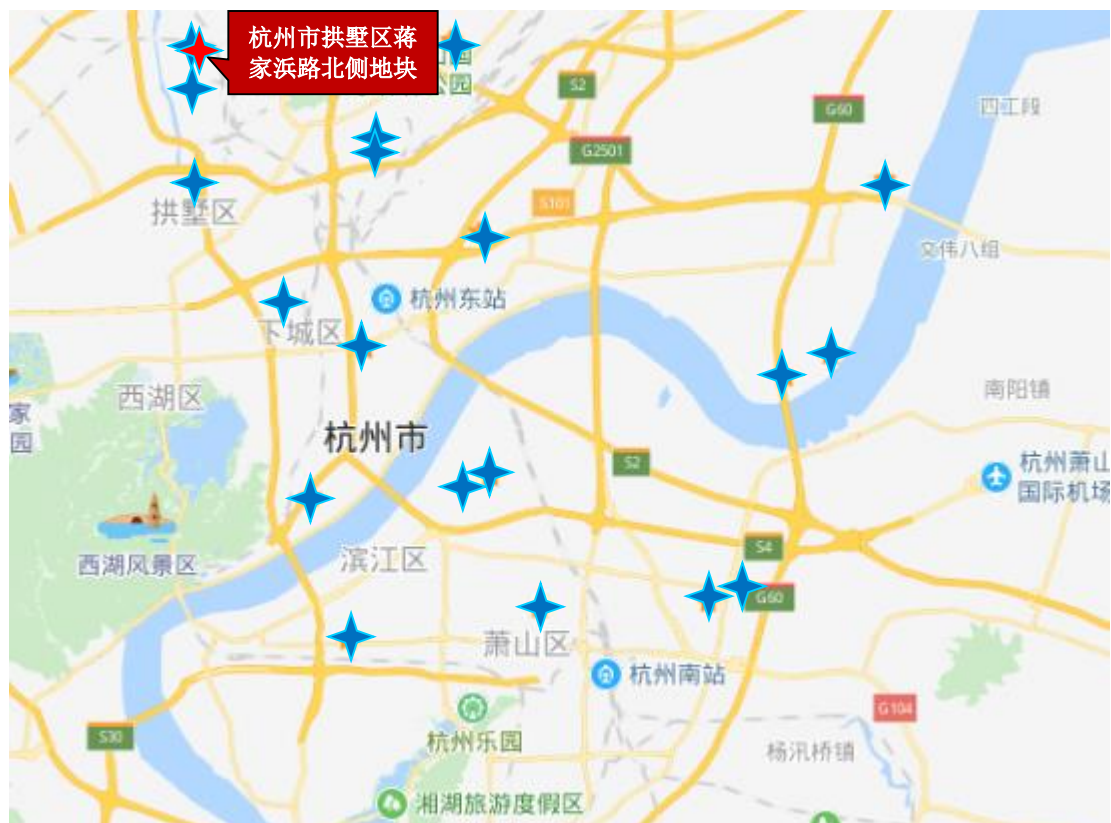 杭州市拱墅区蒋
家浜路北侧地块
公园
S2
G60
四工段
G2501
S101
拱墅区
文伟八组
杭州东站
下城区
西湖区
南阳镇
家
园
杭州市
S2
杭州萧山
国际机场
S4
西湖风景区
滨江区
G60
萧山区
杭州南站
G104
S30
杭州乐园
杨汛桥镇
湘湖旅游度假区